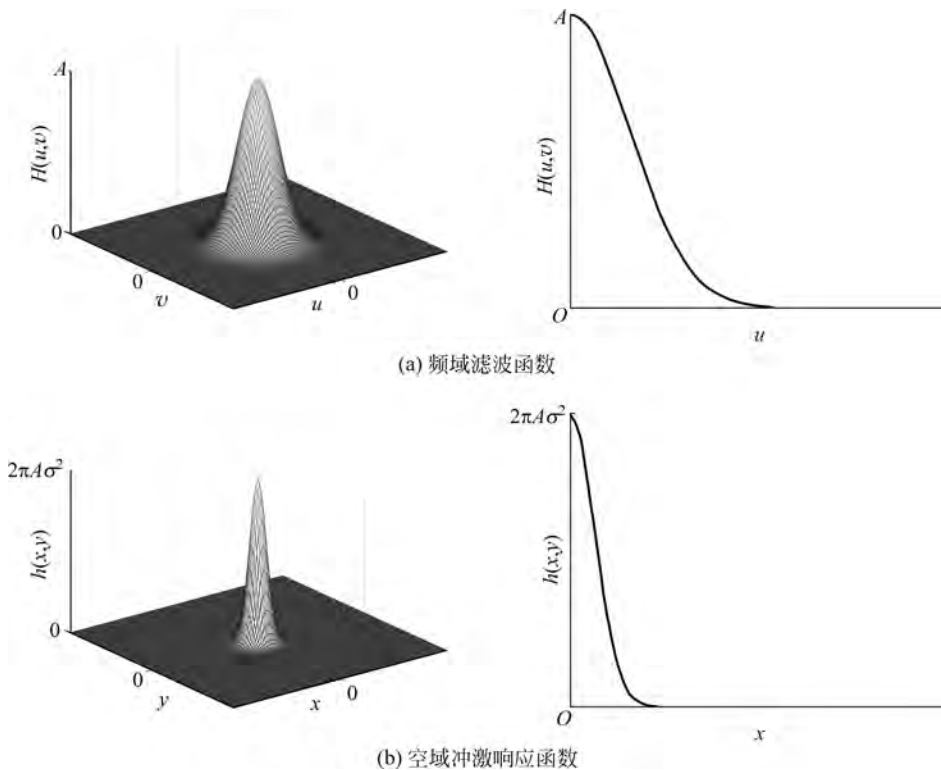 A
H(u,v)
0
0
v
u
0
A
H(u,v)
O
u
(a) 频域滤波函数
2πAσ²
h(x,y)
0
0
y
x
0
2πAσ²
h(x,y)
O
x
(b) 空域冲激响应函数